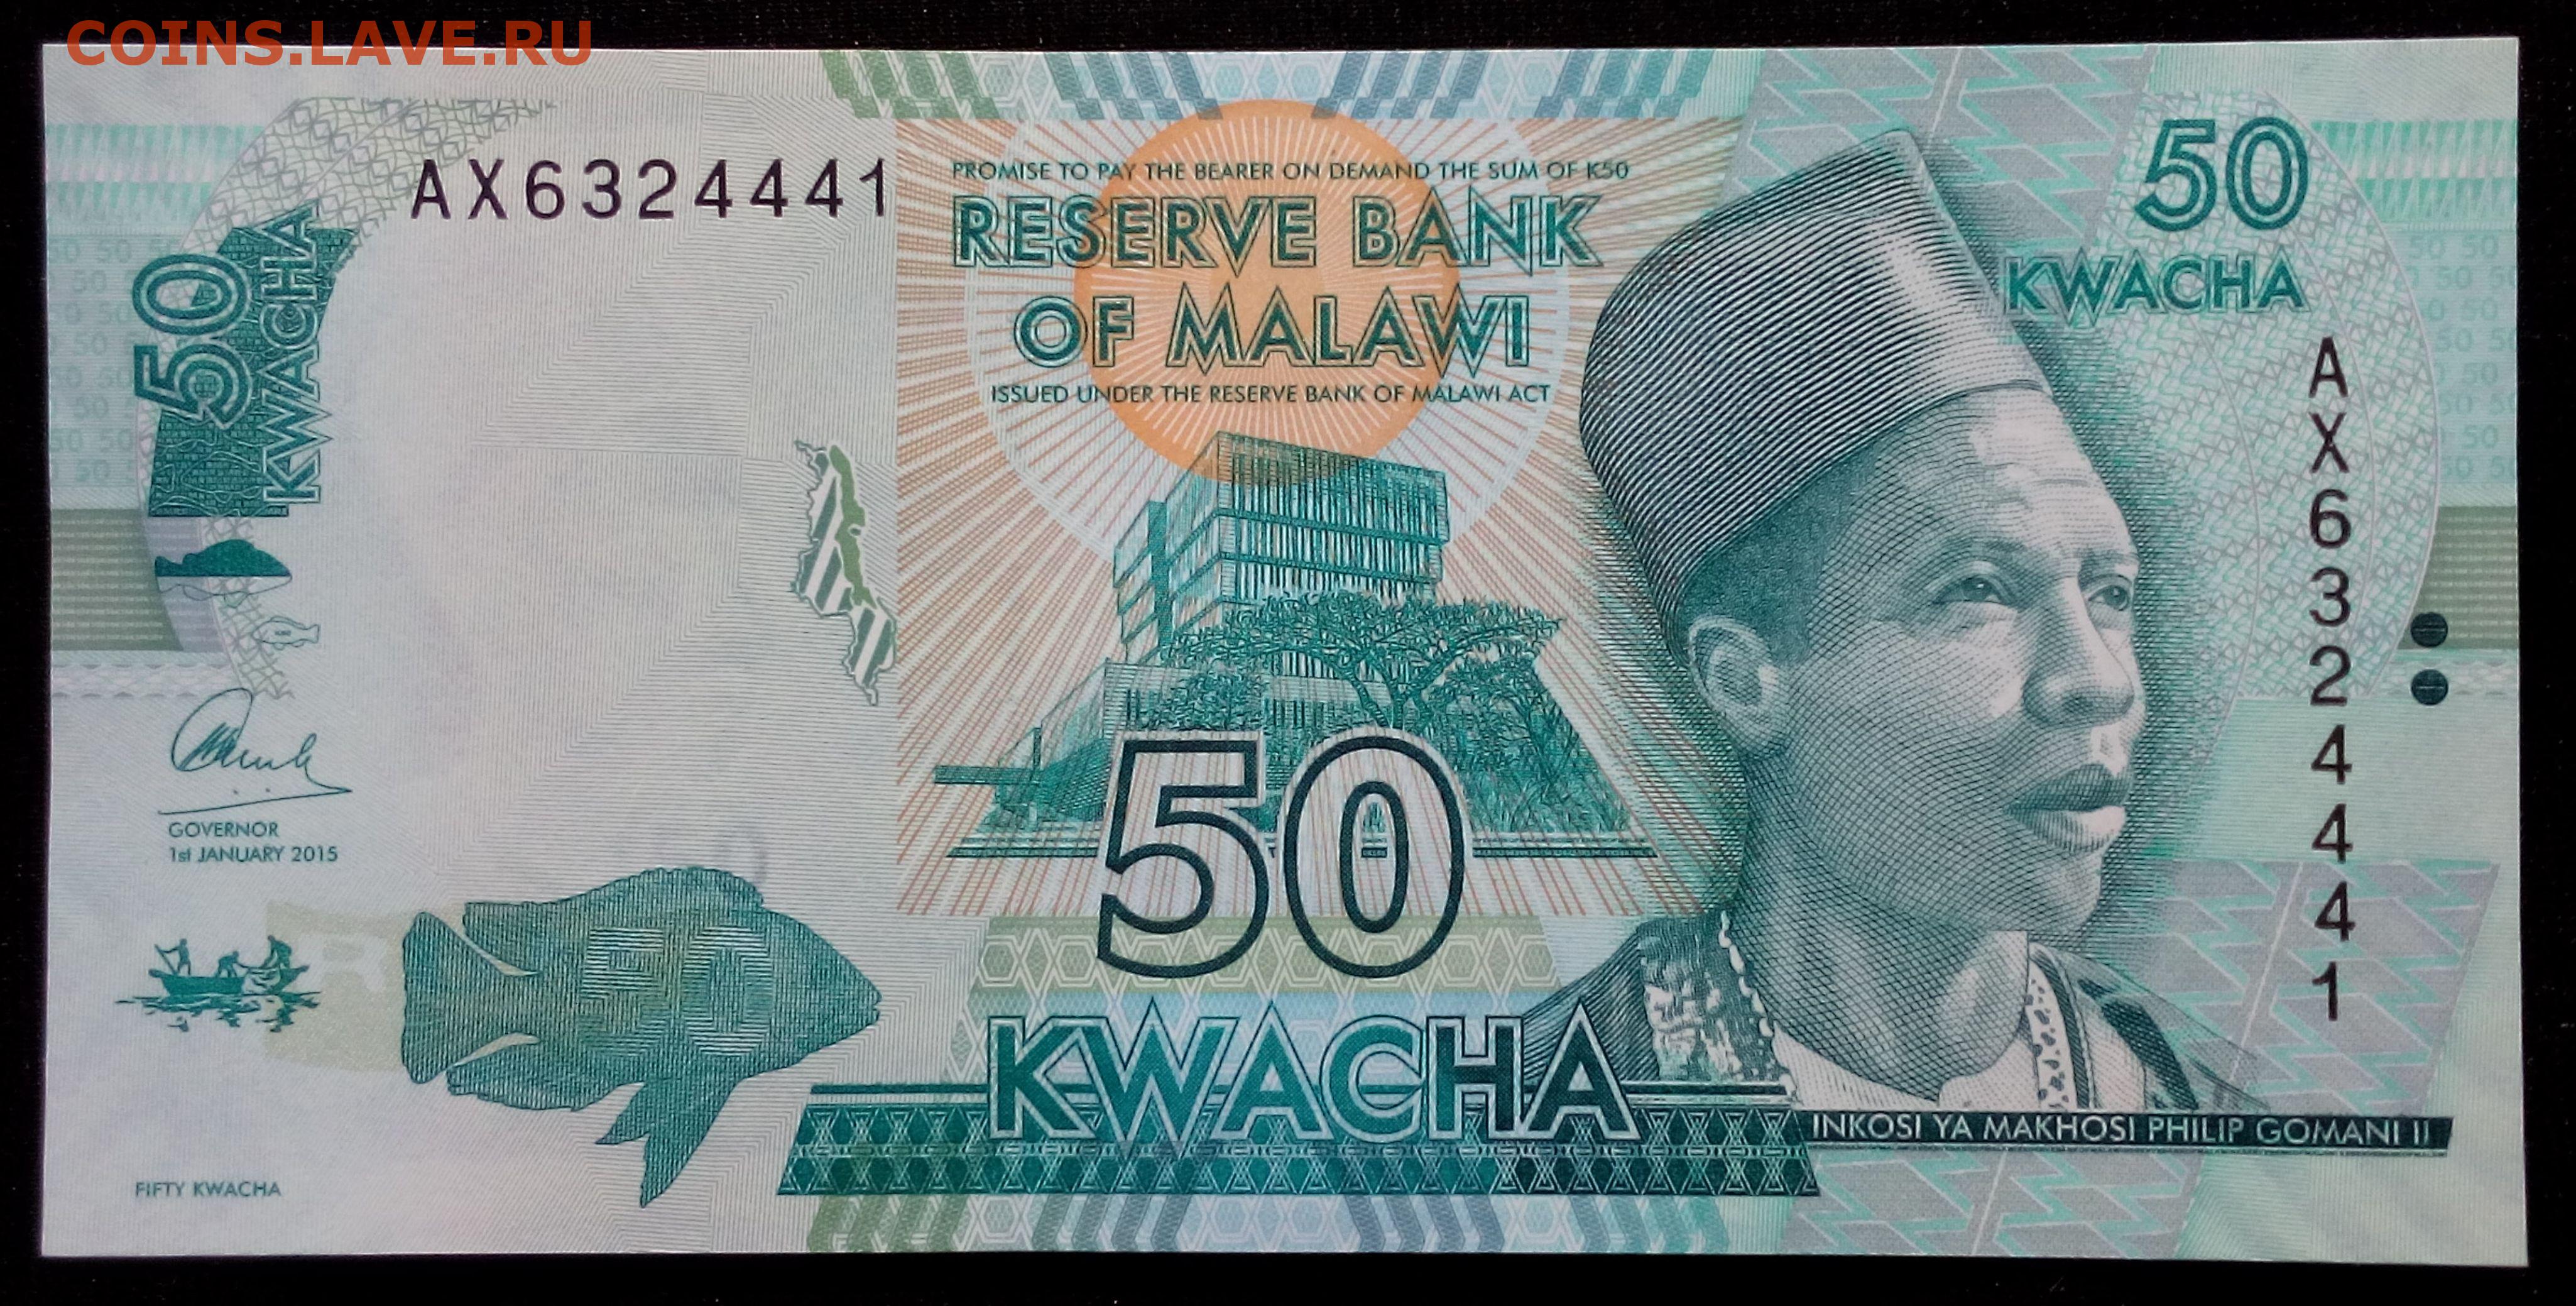 COINS.LAVE.RU
AX6324441
PROMISE TO PAY THE BEARER ON DEMAND THE SUM OF K50
RESERVE BANK
OF MALAWI
ISSUED UNDER THE RESERVE BANK OF MALAWI ACT
50
KWACHA
50
KWACHA
AX6324441
GOVERNOR
1st JANUARY 2015
50
50
KWACHA
INKOSI YA MAKHOSI PHILIP GOMANI II
FIFTY KWACHA